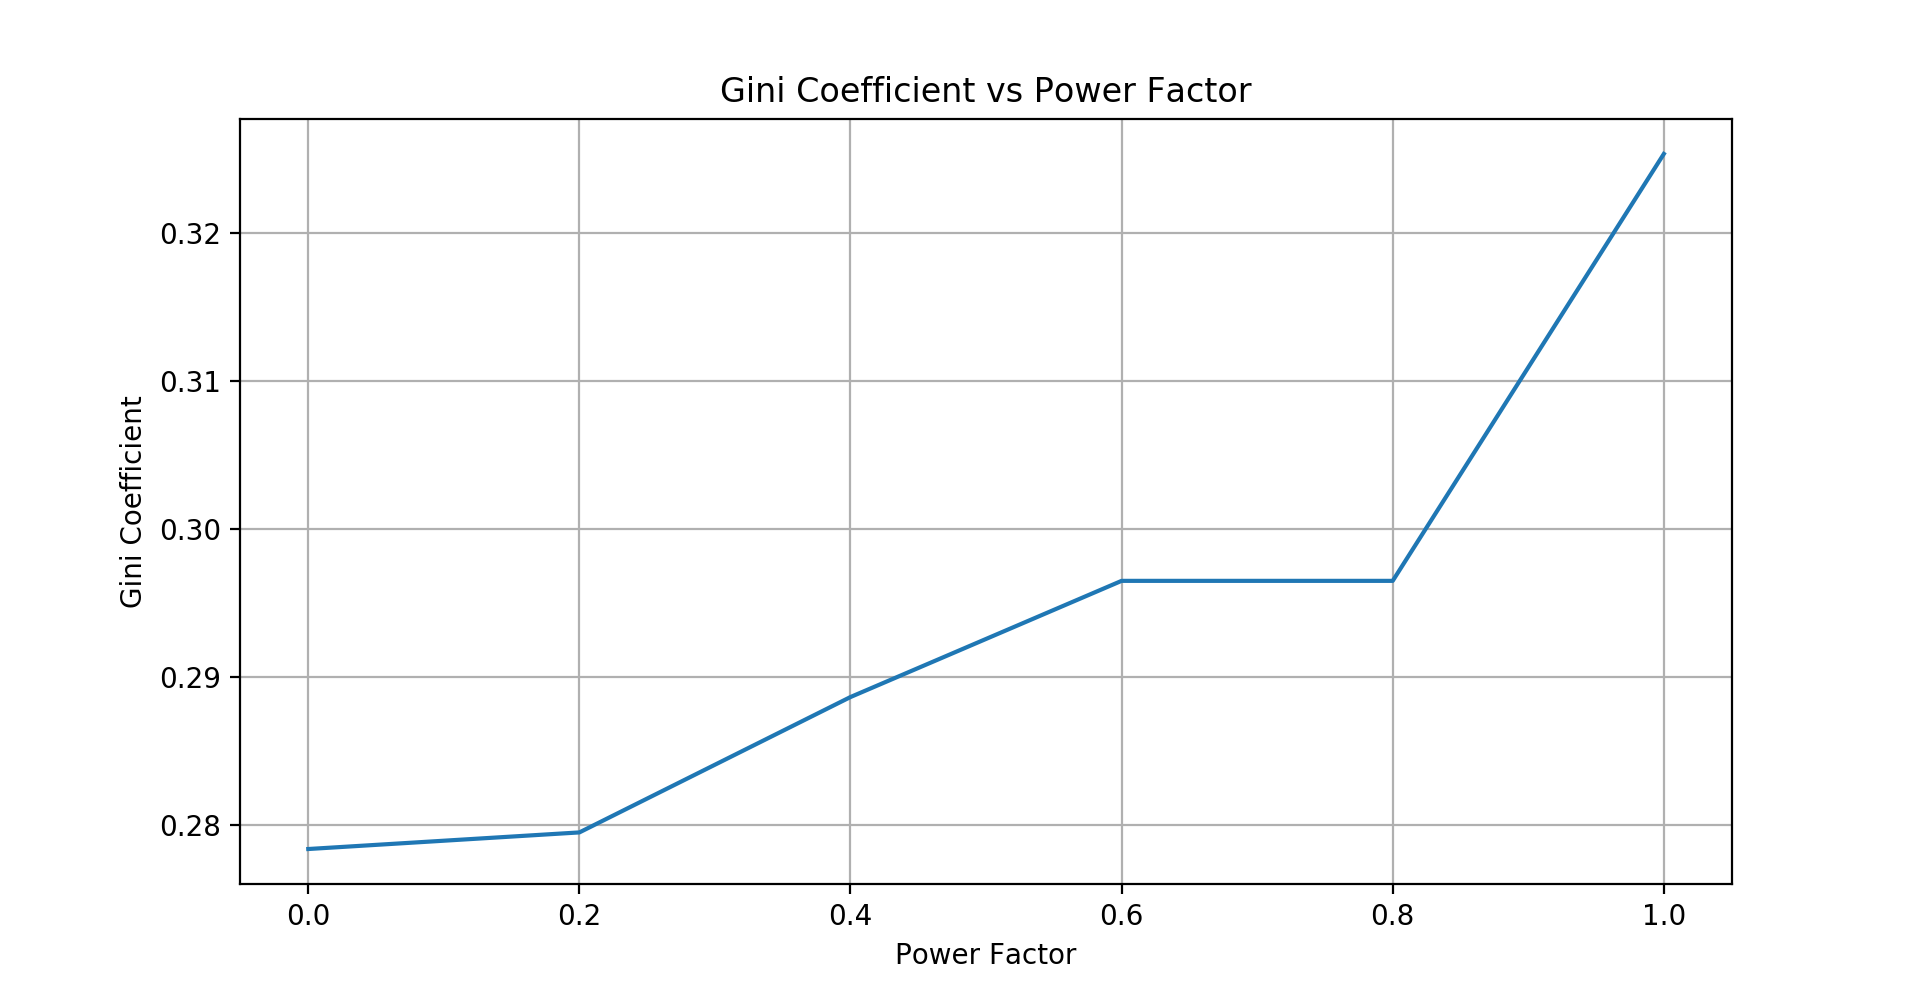 Gini Coefficient vs Power Factor
Gini Coefficient
0.32
0.31
0.30
0.29
0.28
0.0 0.2 0.4 0.6 0.8 1.0
Power Factor